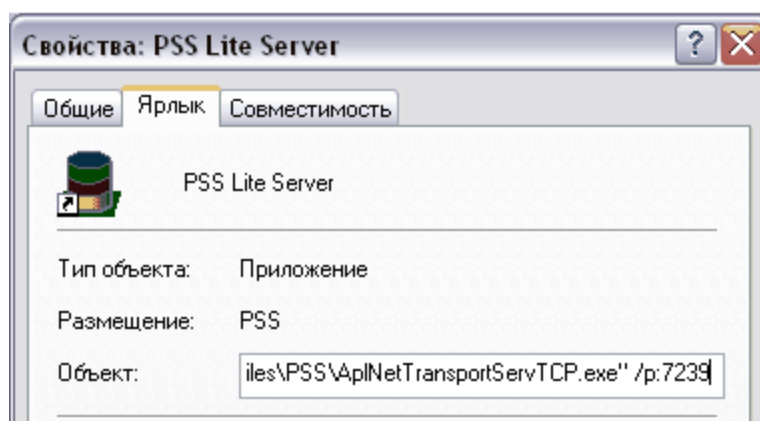 Свойства: PSS Lite Server
Общие Ярлык Совместимость
PSS Lite Server
Тип объекта: Приложение
Размещение: PSS
Объект: iles\PSS\AplNetTransportServTCP.exe" /p:7239